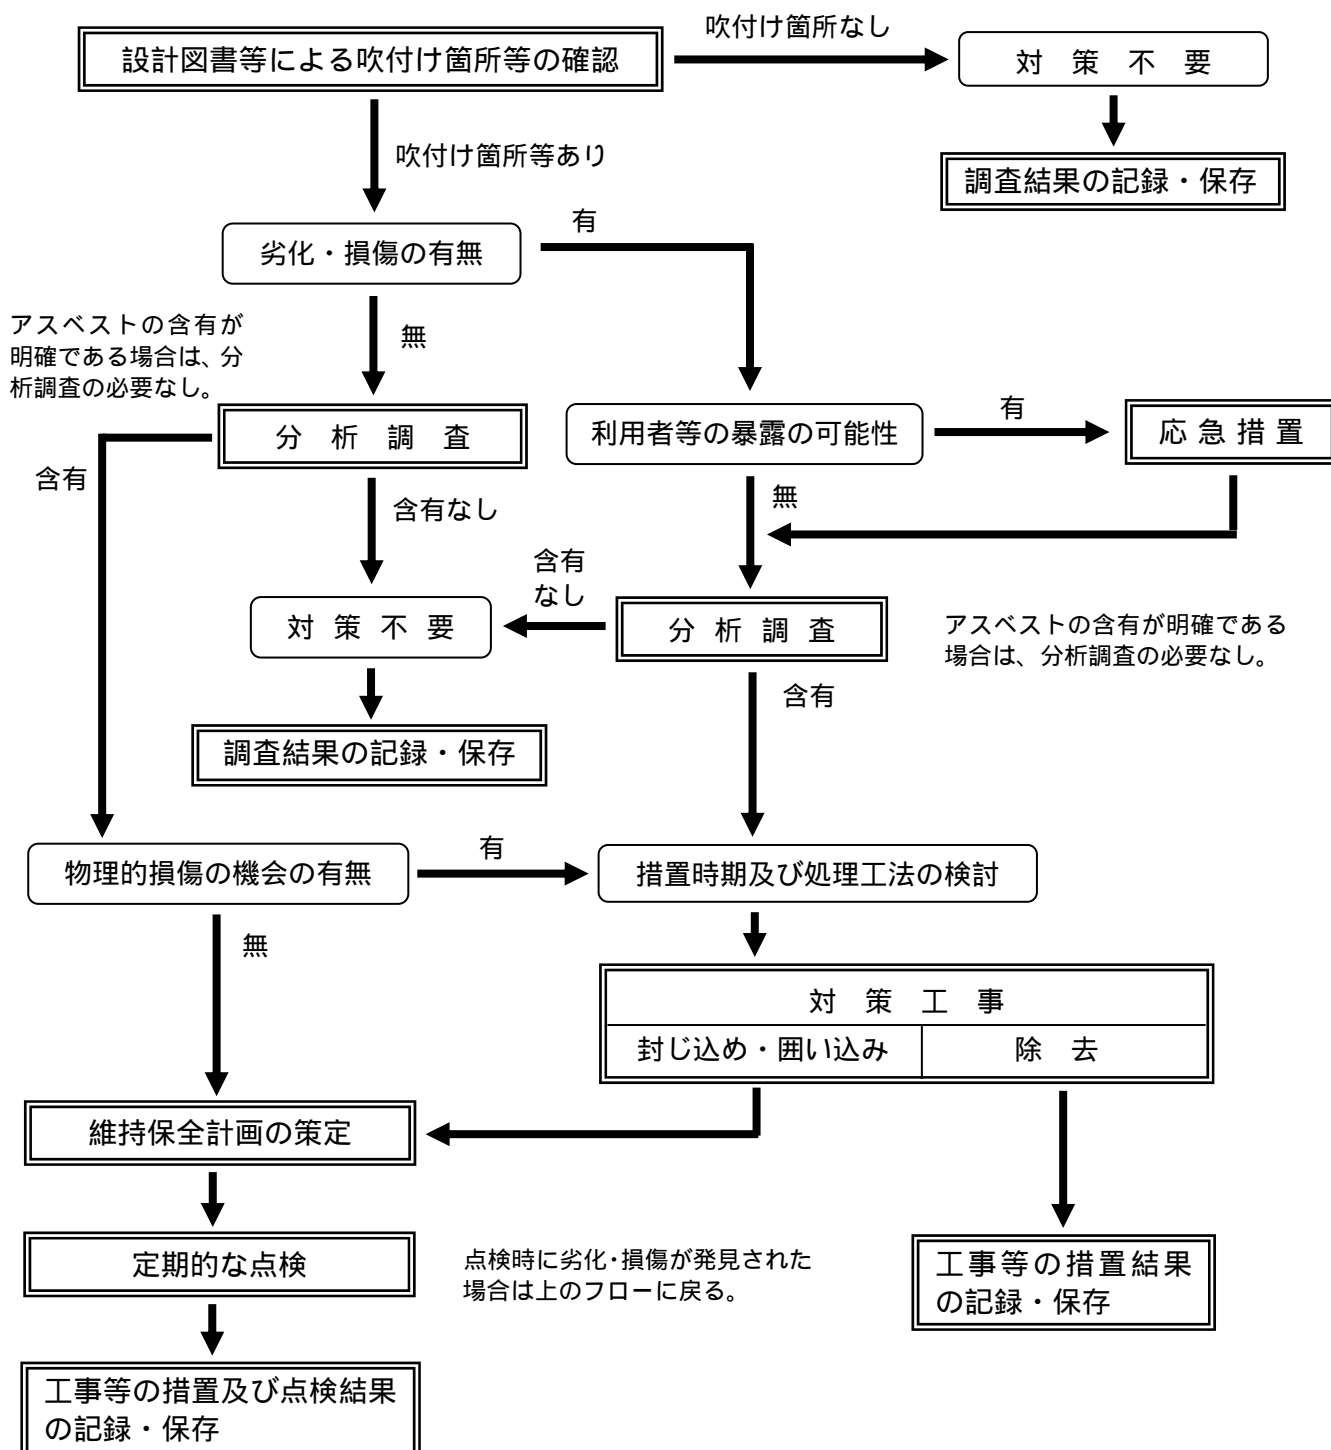 吹付け箇所なし
設計図書等による吹付け箇所等の確認
対策不要
吹付け箇所等あり
調査結果の記録・保存
有
劣化・損傷の有無
アスベストの含有が
明確である場合は、分
析調査の必要なし。
無
分析調査
利用者等の暴露の可能性
有
応急措置
含有
含有なし
無
含有
なし
対策不要
分析調査
アスベストの含有が明確である
場合は、分析調査の必要なし。
含有
調査結果の記録・保存
物理的損傷の機会の有無
有
措置時期及び処理工法の検討
無
対策工事
封じ込め・囲い込み
除去
維持保全計画の策定
定期的な点検
点検時に劣化・損傷が発見された
場合は上のフローに戻る。
工事等の措置結果
の記録・保存
工事等の措置及び点検結果
の記録・保存